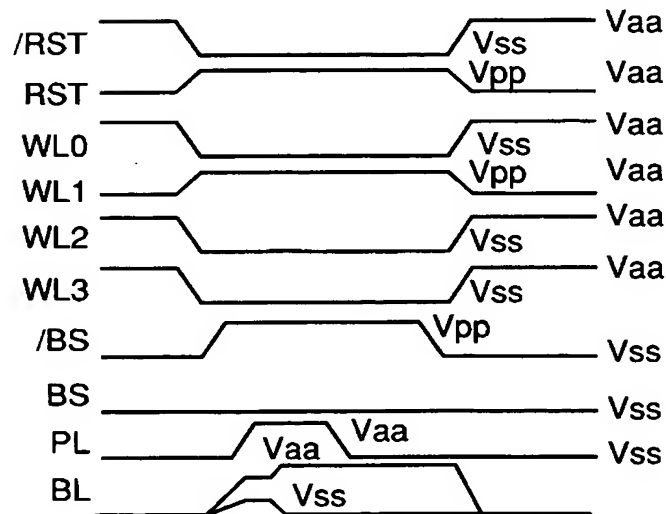 /RST Vss Vaa
RST Vpp Vaa
WL0 Vss Vaa
WL1 Vpp Vaa
WL2 Vss Vaa
WL3 Vss Vaa
/BS Vpp Vss
BS Vss
PL Vaa Vaa Vss
BL Vss